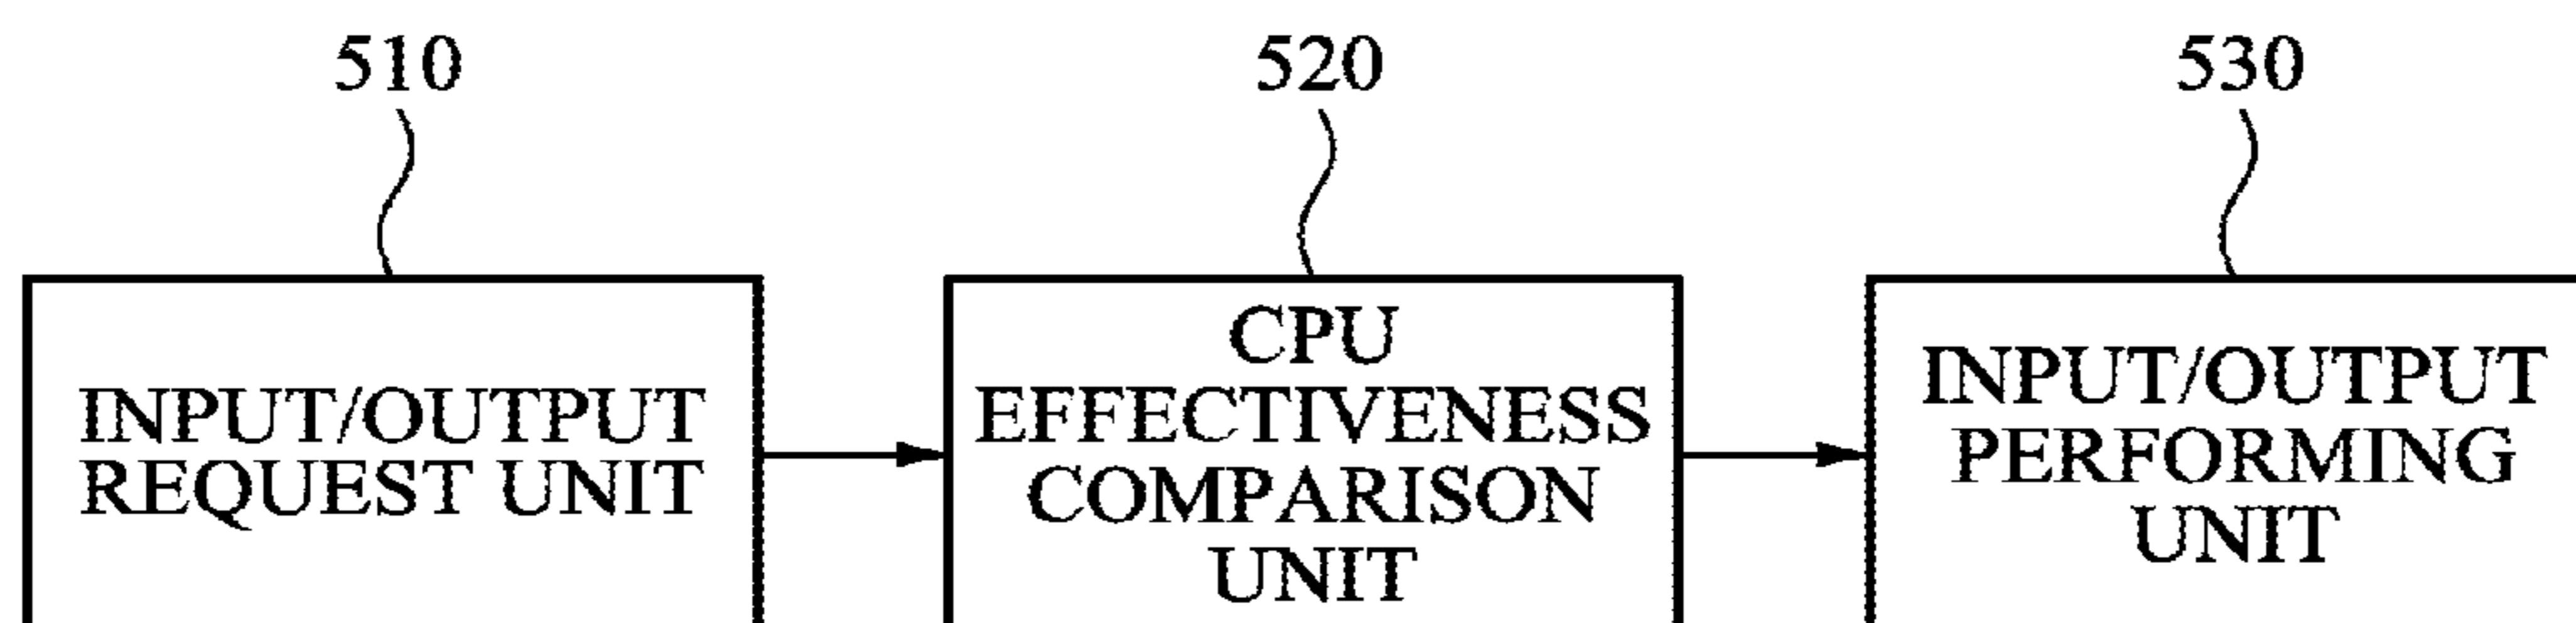 510
520
530
INPUT/OUTPUT
REQUEST UNIT
CPU
EFFECTIVENESS
COMPARISON
UNIT
INPUT/OUTPUT
PERFORMING
UNIT